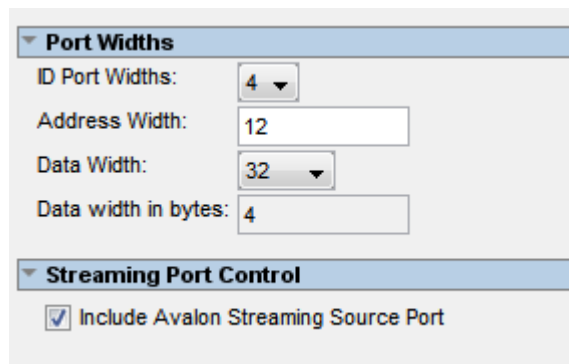 Port Widths
ID Port Widths: 4
Address Width: 12
Data Width: 32
Data width in bytes: 4
Streaming Port Control
Include Avalon Streaming Source Port